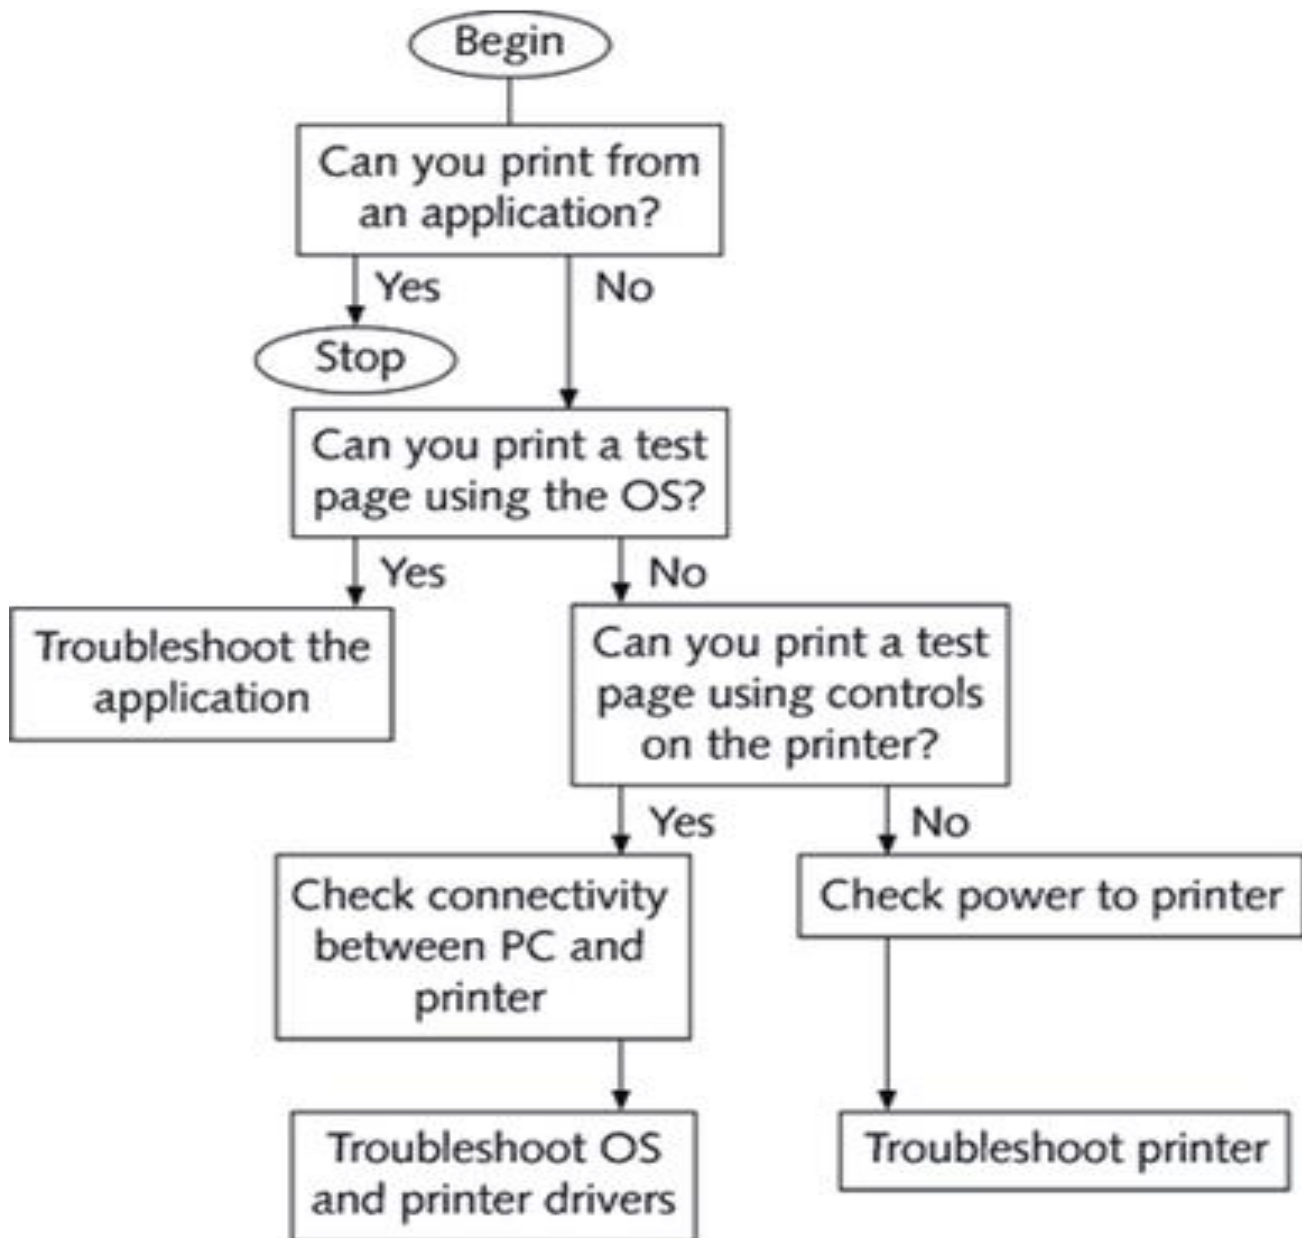 Begin
Can you print from
an application?
Yes
No
Stop
Can you print a test
page using the OS?
Yes
No
Troubleshoot the
application
Can you print a test
page using controls
on the printer?
Yes
No
Check connectivity
between PC and
printer
Check power to printer
Troubleshoot OS
and printer drivers
Troubleshoot printer